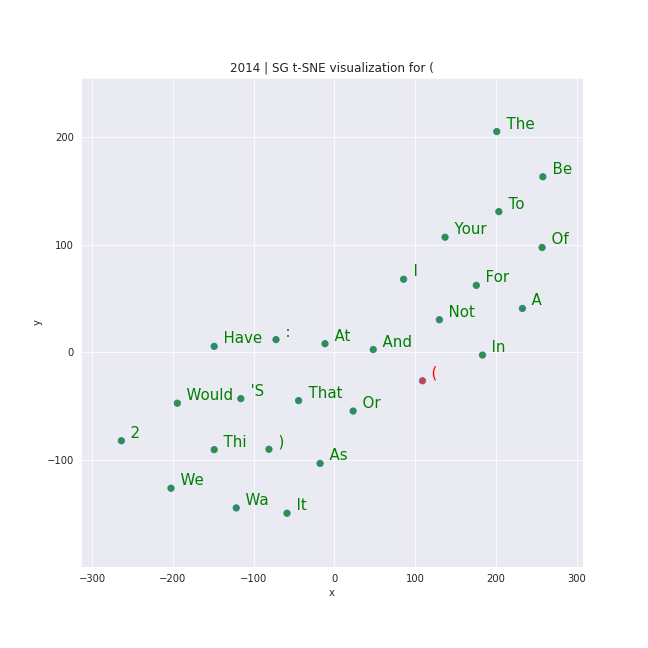 2014 | SG t-SNE visualization for (
The
Be
200
To
Your
Of
y
100
I
For
A
Not
Have
:
At
And
In
0
(
Would
'S
That
Or
2
Thi
)
As
−100
We
Wa
It
−300 −200 −100 0 100 200 300
x